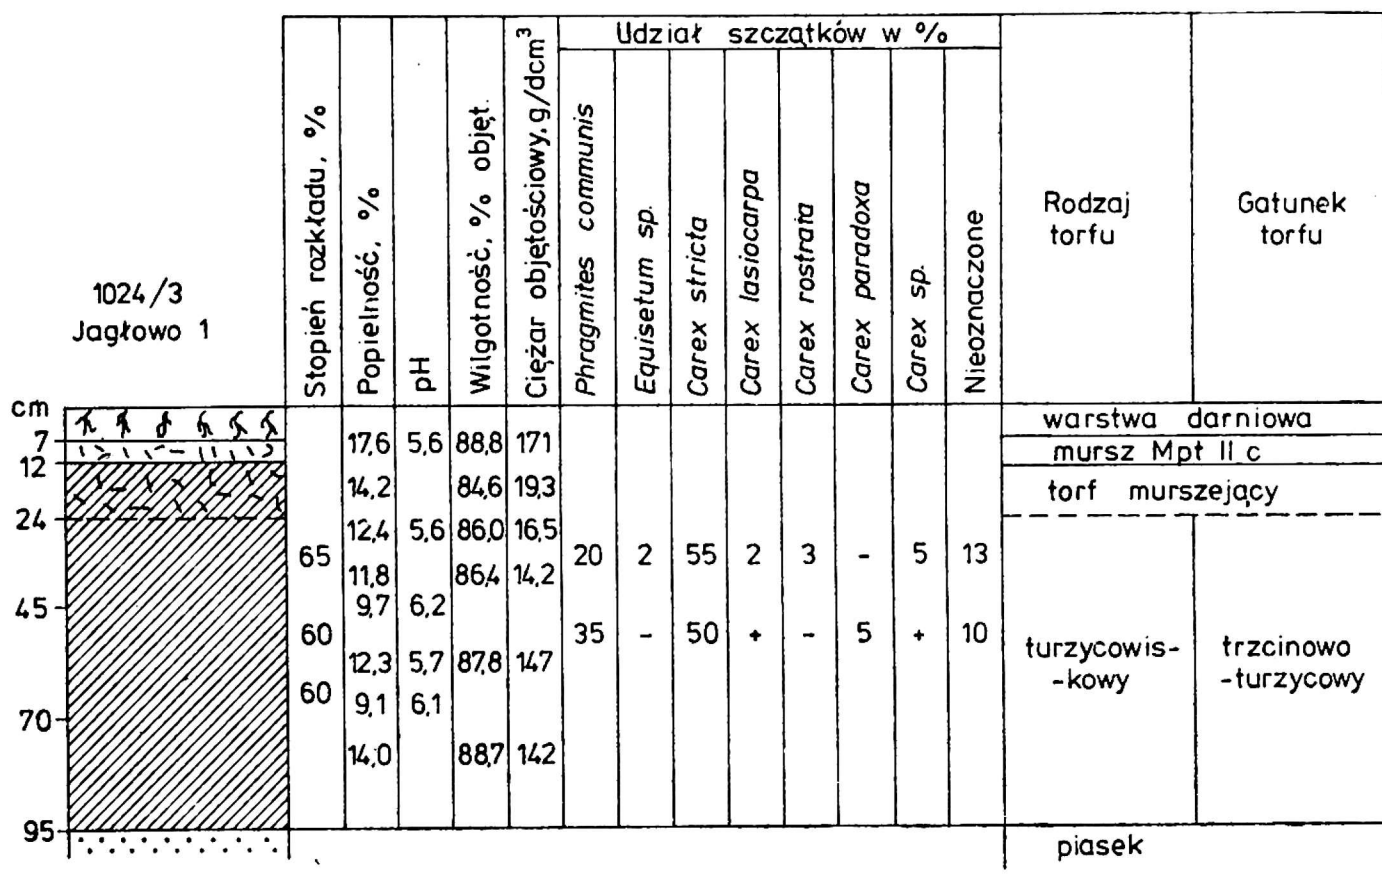 Udział szczątków w %
Stopień rozkładu, %
Popielność, %
pH
Wilgotność, % objęt.
Ciężar objętościowy, g/dcm³
Phragmites communis
Equisetum sp.
Carex stricta
Carex lasiocarpa
Carex rostrata
Carex paradoxa
Carex sp.
Nieoznaczone
Rodzaj torfu
Gatunek torfu
1024/3
Jagłowo 1
cm
warstwa darniowa
7 17,6 5,6 88,8 171
mursz Mpt II c
12
14,2 84,6 19,3 torf murszejący
24
12,4 5,6 86,0 16,5
65 20 2 55 2 3 - - 5 13
11,8 86,4 14,2
45 9,7 6,2
60 35 - 50 + - 5 + 10
turzycowis- trzcinowo
12,3 5,7 87,8 147
-kowy -turzycowy
60
9,1 6,1
70
14,0 88,7 142
95
piasek